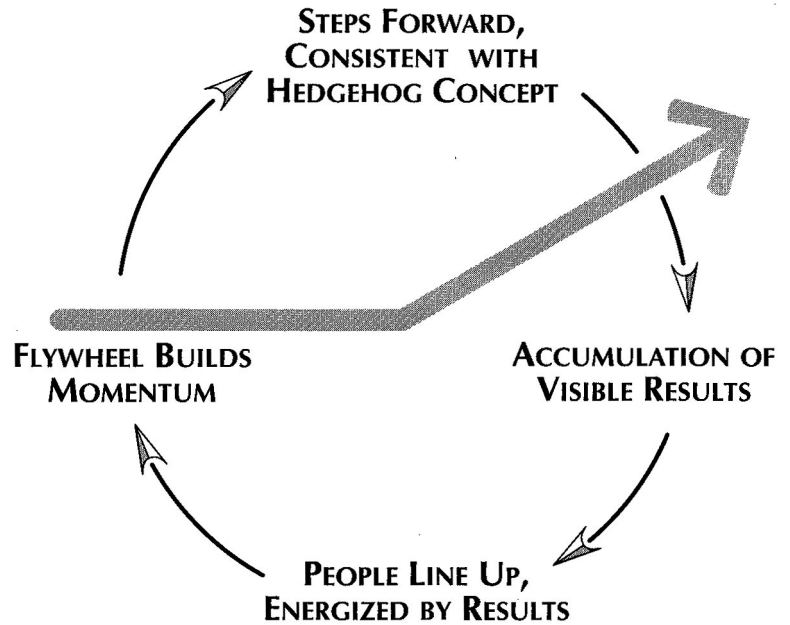 STEPS FORWARD,
CONSISTENT WITH
HEDGEHOG CONCEPT
FLYWHEEL BUILDS
MOMENTUM
ACCUMULATION OF
VISIBLE RESULTS
PEOPLE LINE UP,
ENERGIZED BY RESULTS